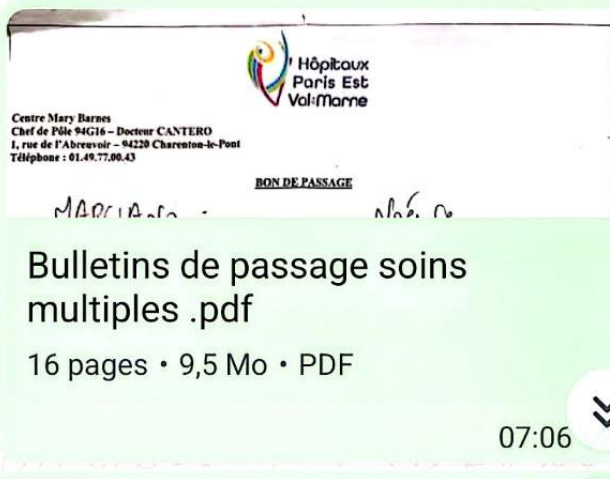 Hôpitaux
Paris Est
Val-Marne
Centre Mary Barnes
Chef de Pôle 94G16 – Docteur CANTERO
1, rue de l'Abreuvoir – 94220 Charenton-le-Pont
Téléphone : 01.49.77.00.43
BON DE PASSAGE
Bulletins de passage soins
multiples .pdf
16 pages • 9,5 Mo • PDF
07:06